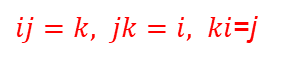 ij = k, jk = i, ki=j